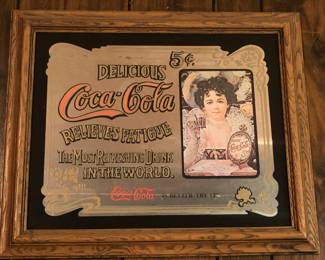 DELICIOUS 5¢
Coca-Cola
RELIEVES FATIGUE
THE MOST REFRESHING DRINK
IN THE WORLD.
Coca-Cola